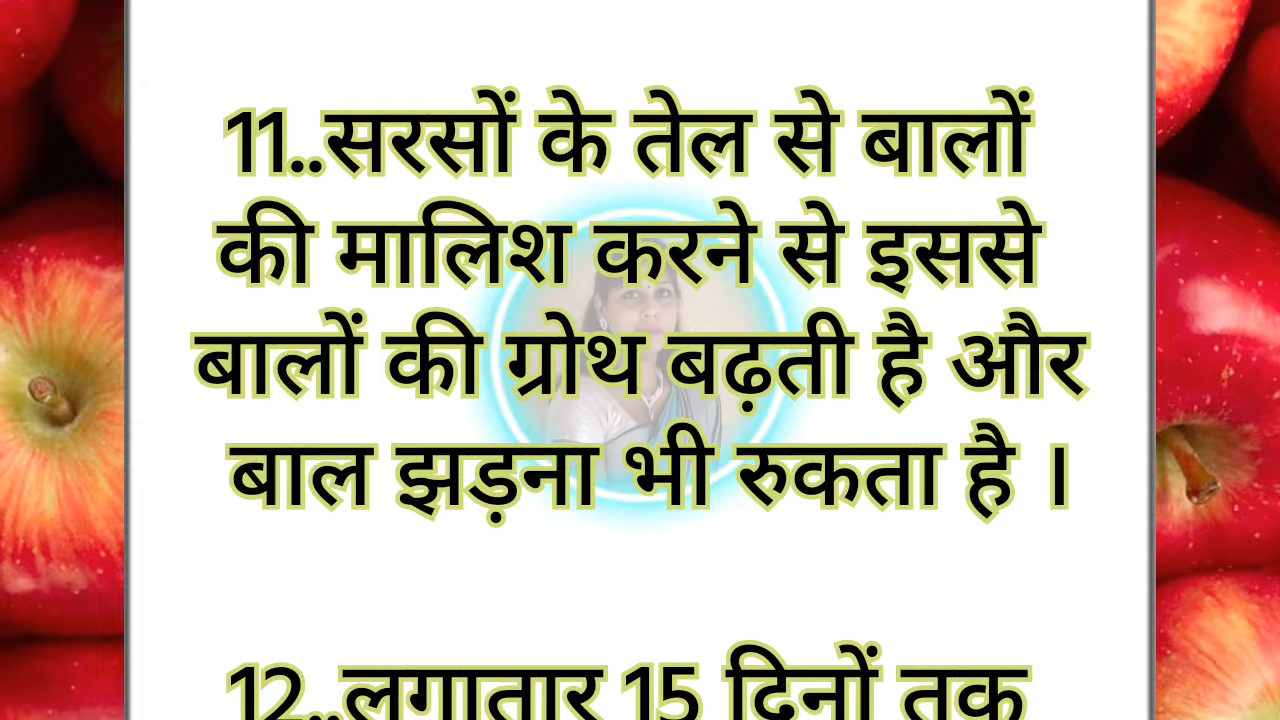 11..सरसों के तेल से बालों
की मालिश करने से इससे
बालों की ग्रोथ बढ़ती है और
बाल झड़ना भी रुकता है ।
12..लगातार 15 दिनों तक